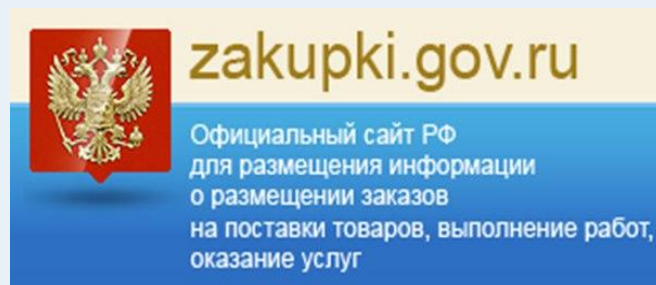 zakupki.gov.ru
Официальный сайт РФ
для размещения информации
о размещении заказов
на поставки товаров, выполнение работ,
оказание услуг